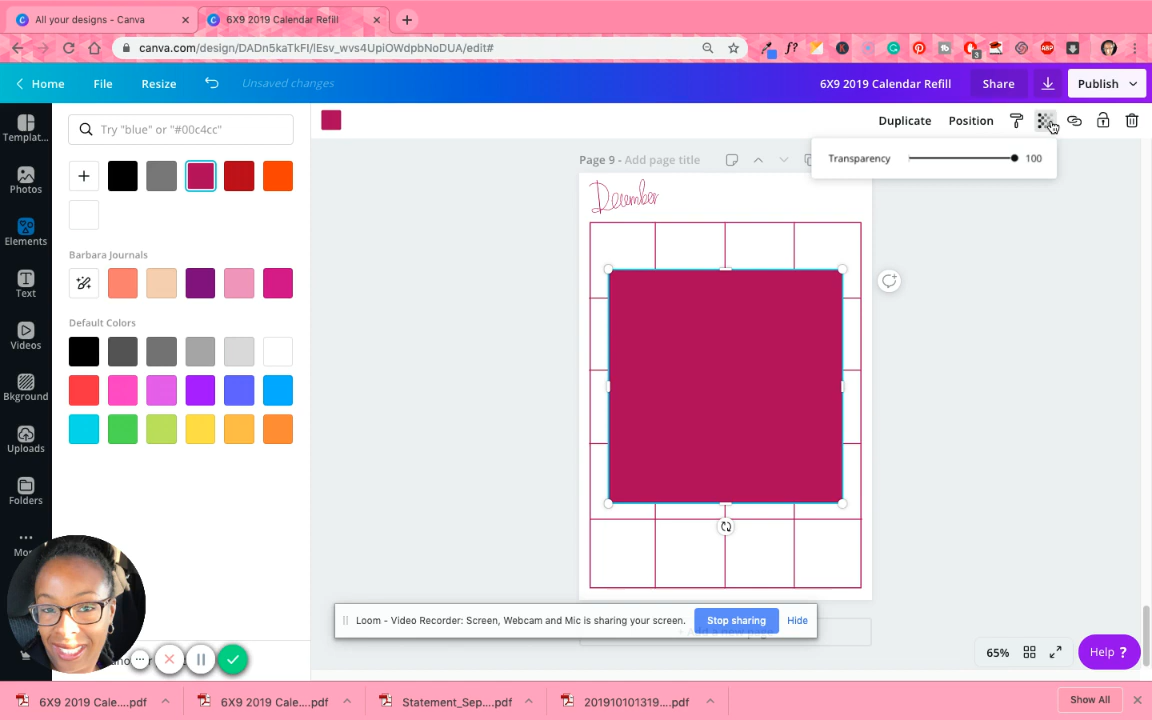 All your designs - Canva
6X9 2019 Calendar Refill
canva.com/design/DADn5kaTkFI/lEsv_wvs4UpiOWdpbNoDUA/edit#
Home File Resize Unsaved changes 6X9 2019 Calendar Refill Share Publish
Templat...
Photos
Elements
Text
Videos
Bkground
Uploads
Folders
Mor
Try "blue" or "#00c4cc"
Barbara Journals
Default Colors
Duplicate Position
Transparency 100
Page 9 - Add page title
December
Loom - Video Recorder: Screen, Webcam and Mic is sharing your screen. Stop sharing Hide
+ Add a new page
65% Help ?
6X9 2019 Cale....pdf 6X9 2019 Cale....pdf Statement_Sep....pdf 201910101319....pdf Show All